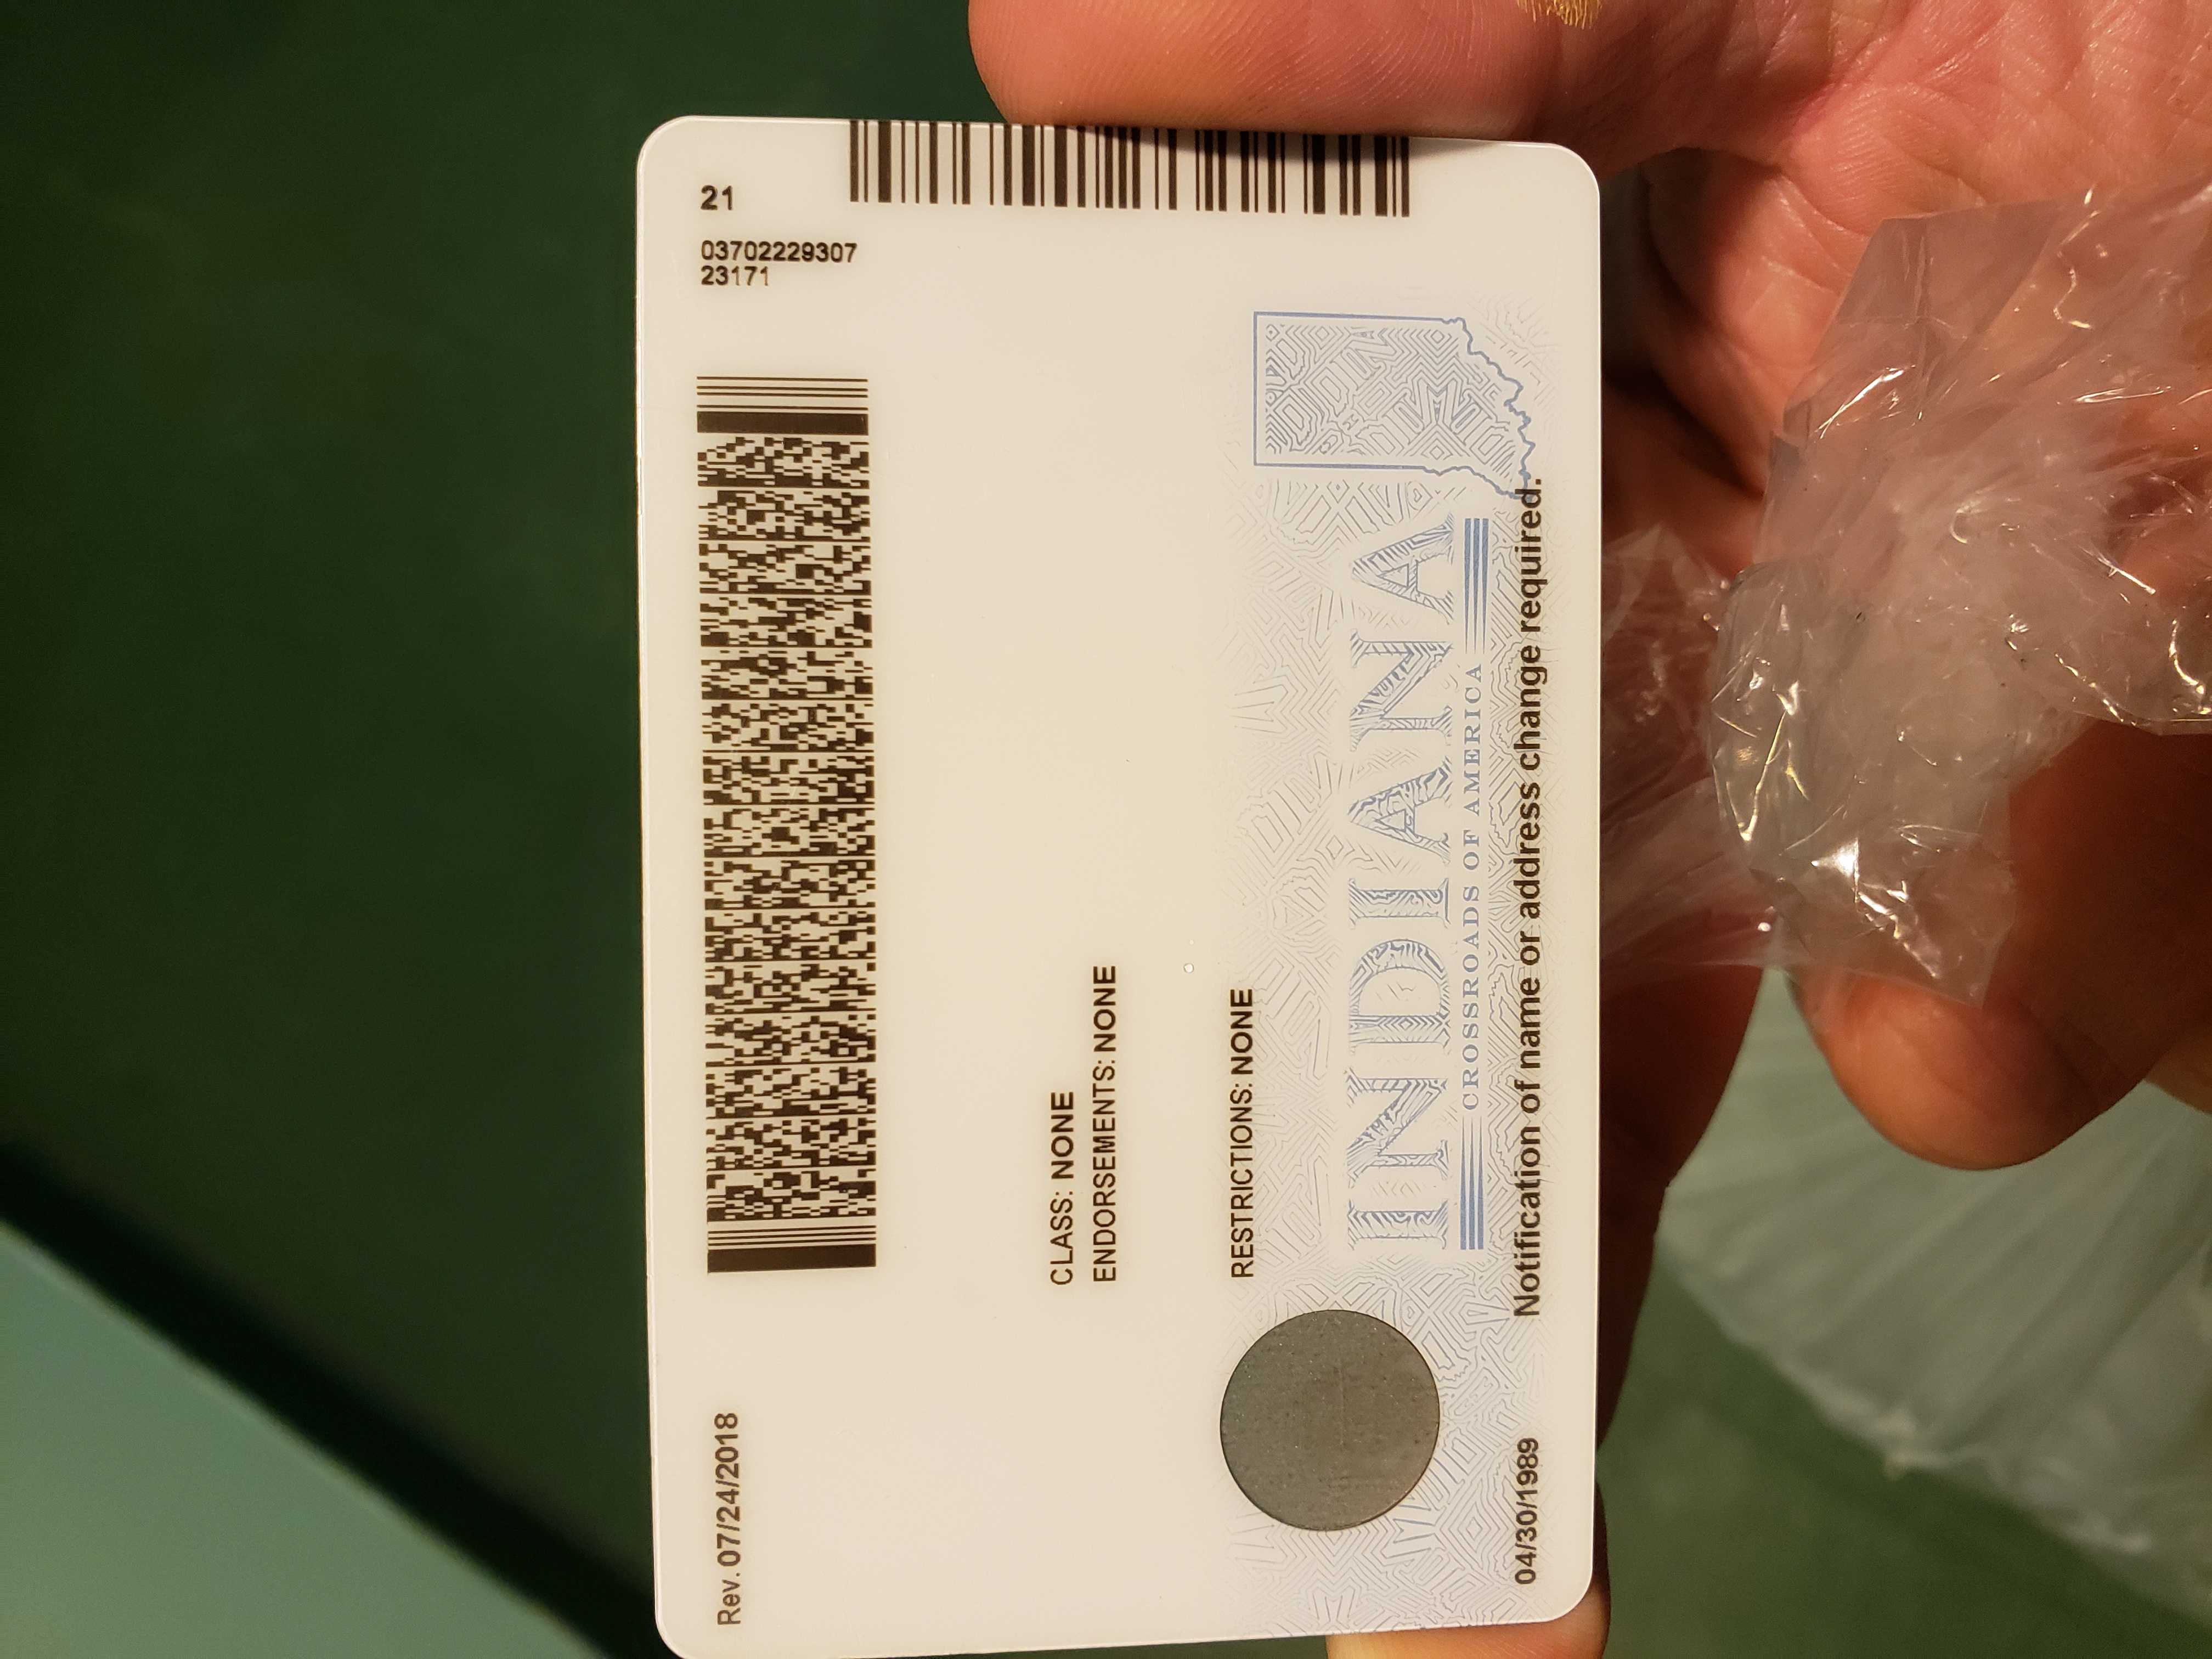 21
03702229307
23171
Rev. 07/24/2018
CLASS: NONE
ENDORSEMENTS: NONE
RESTRICTIONS: NONE
INDIANA
CROSSROADS OF AMERICA
04/30/1989
Notification of name or address change required.